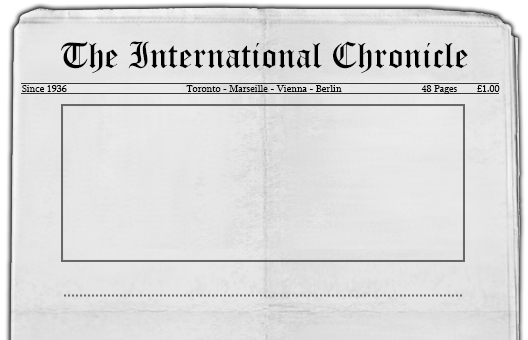 The International Chronicle
Since 1936 Toronto - Marseille - Vienna - Berlin 48 Pages £1.00